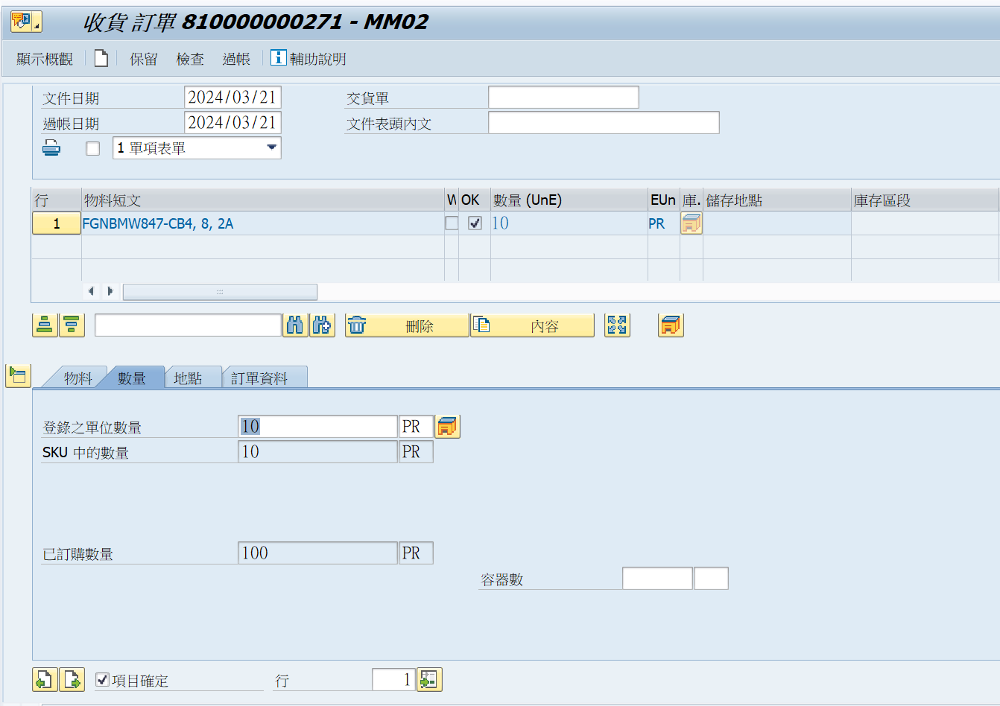 收貨 訂單 810000000271 - MM02
顯示概觀 保留 檢查 過帳 輔助說明
文件日期 2024/03/21 交貨單
過帳日期 2024/03/21 文件表頭內文
1 單項表單
行 物料短文 W OK 數量 (UnE) EUn 庫. 儲存地點 庫存區段
1 FGNBMW847-CB4, 8, 2A 10 PR
刪除 內容
物料 數量 地點 訂單資料
登錄之單位數量 10 PR
SKU 中的數量 10 PR
已訂購數量 100 PR
容器數
項目確定 行 1